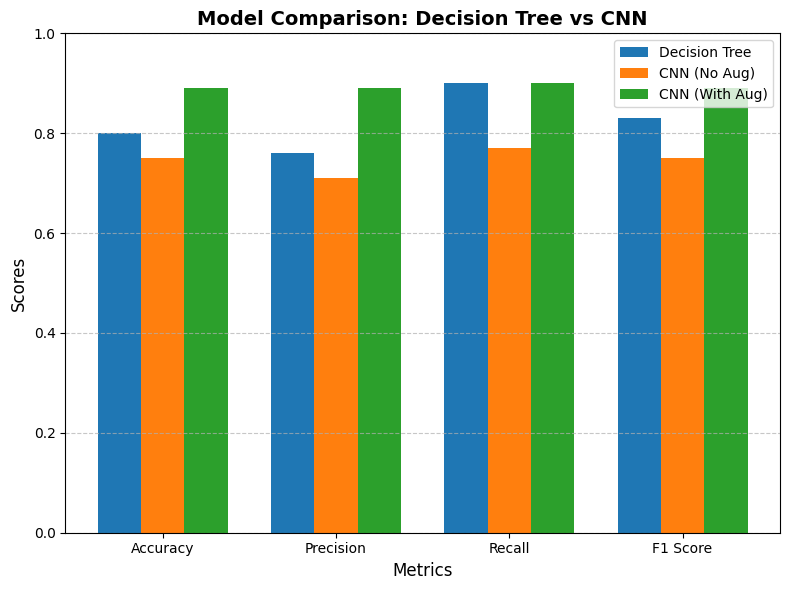 Model Comparison: Decision Tree vs CNN
Decision Tree
CNN (No Aug)
CNN (With Aug)
Scores
1.0
0.8
0.6
0.4
0.2
0.0
Accuracy Precision Recall F1 Score
Metrics